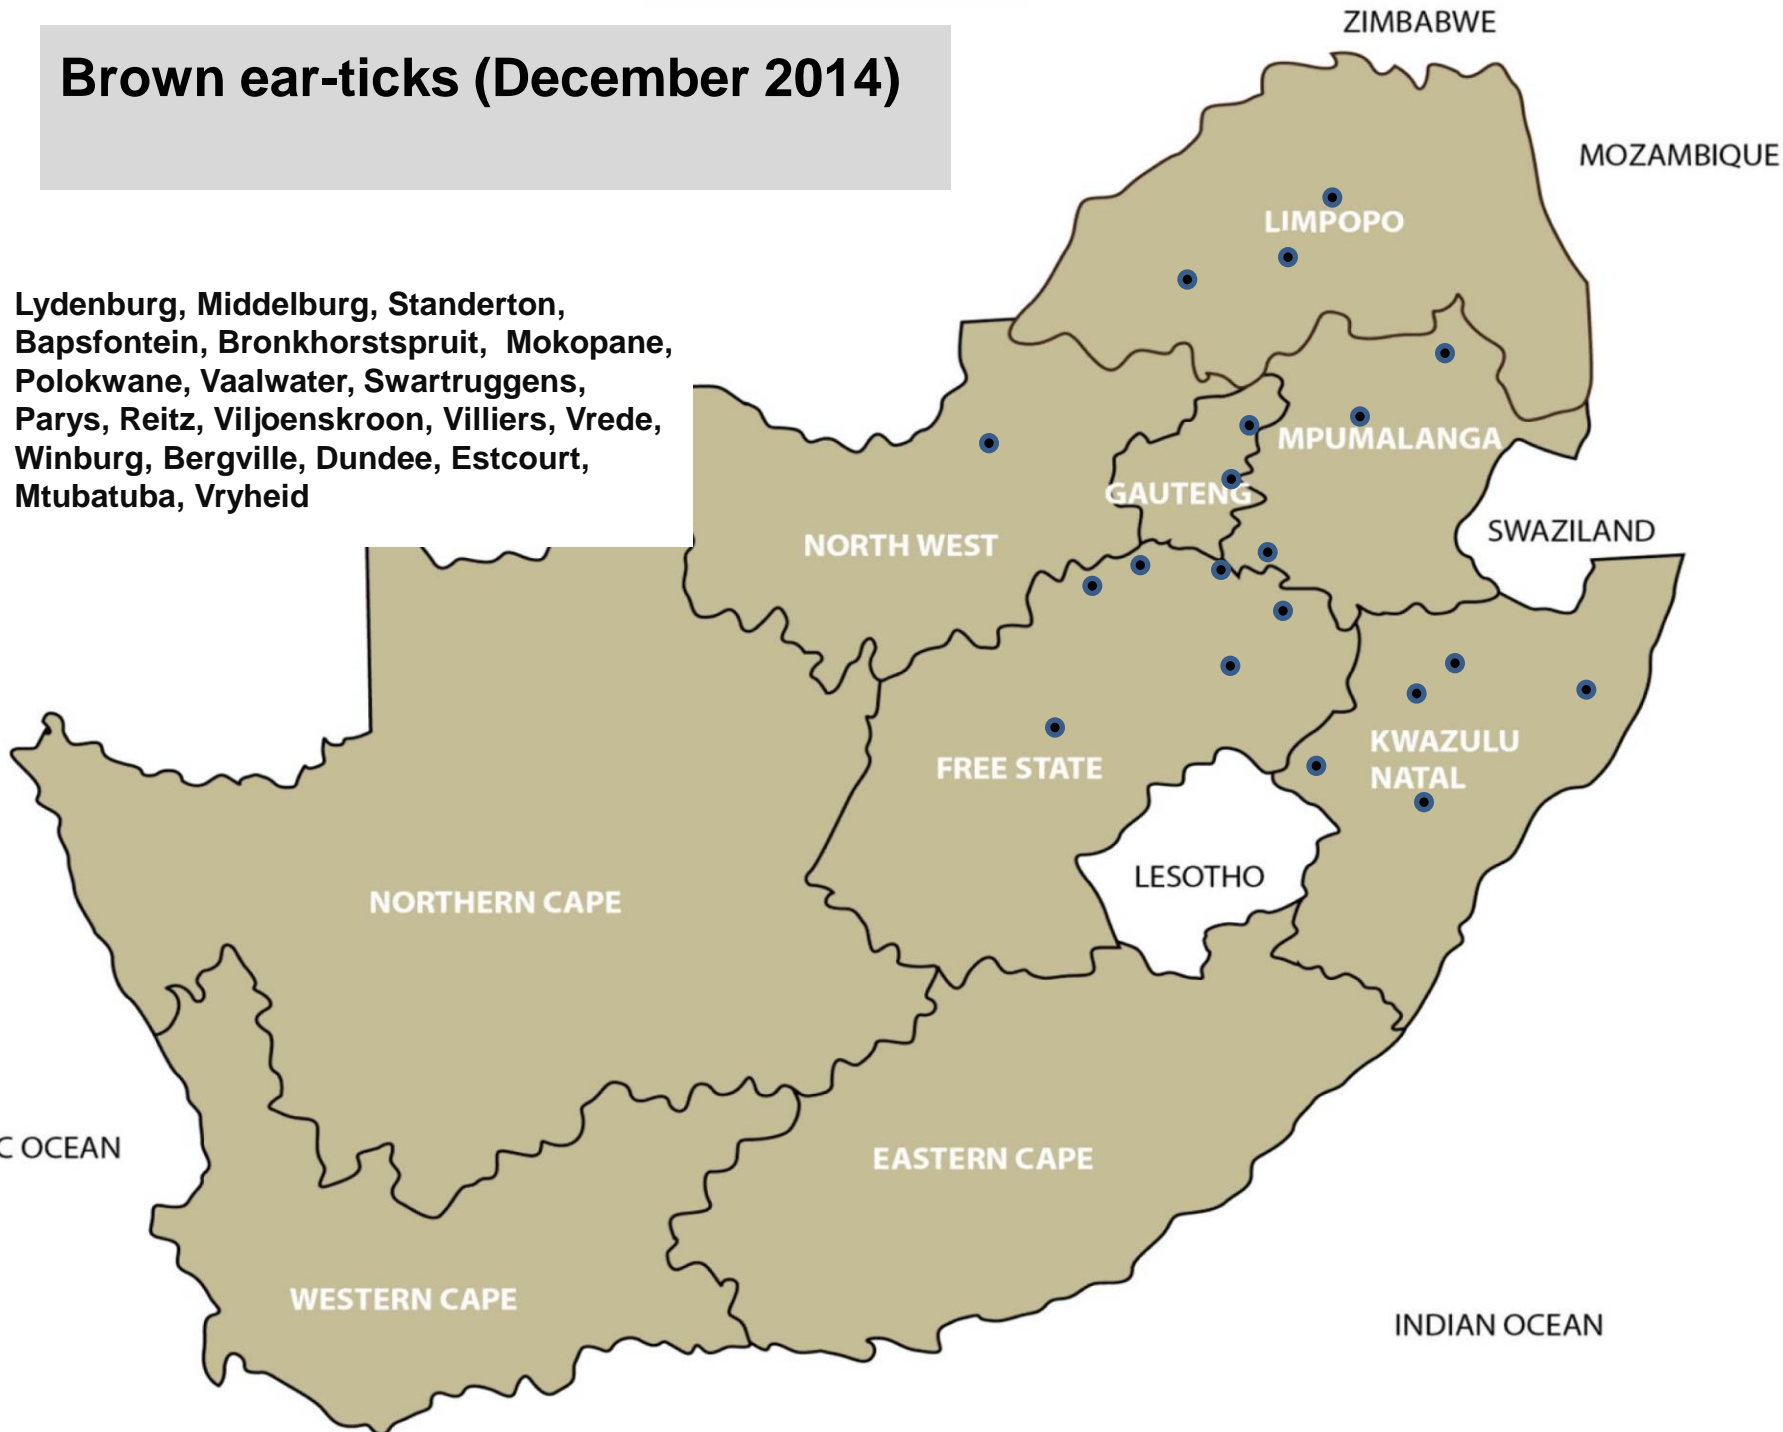 Brown ear-ticks (December 2014)
ZIMBABWE
MOZAMBIQUE
LIMPOPO
Lydenburg, Middelburg, Standerton,
Bapsfontein, Bronkhorstspruit, Mokopane,
Polokwane, Vaalwater, Swartruggens,
Parys, Reitz, Viljoenskroon, Villiers, Vrede,
Winburg, Bergville, Dundee, Estcourt,
Mtubatuba, Vryheid
MPUMALANGA
GAUTENG
SWAZILAND
NORTH WEST
KWAZULU
NATAL
FREE STATE
LESOTHO
NORTHERN CAPE
C OCEAN
EASTERN CAPE
WESTERN CAPE
INDIAN OCEAN